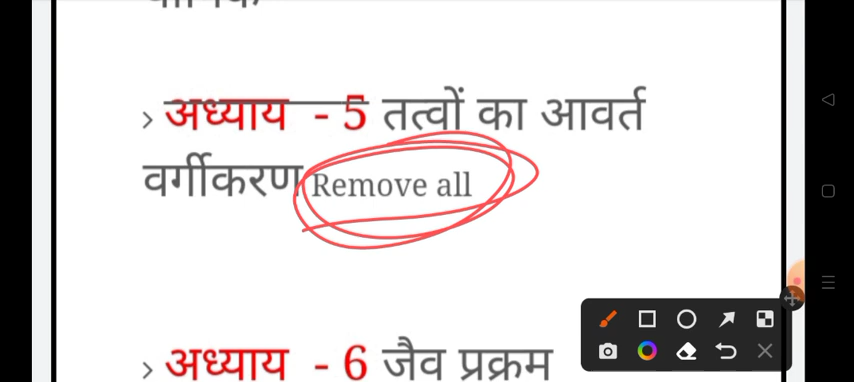 › अध्याय - 5 तत्वों का आवर्त
वर्गीकरण Remove all
› अध्याय - 6 जैव प्रक्रम